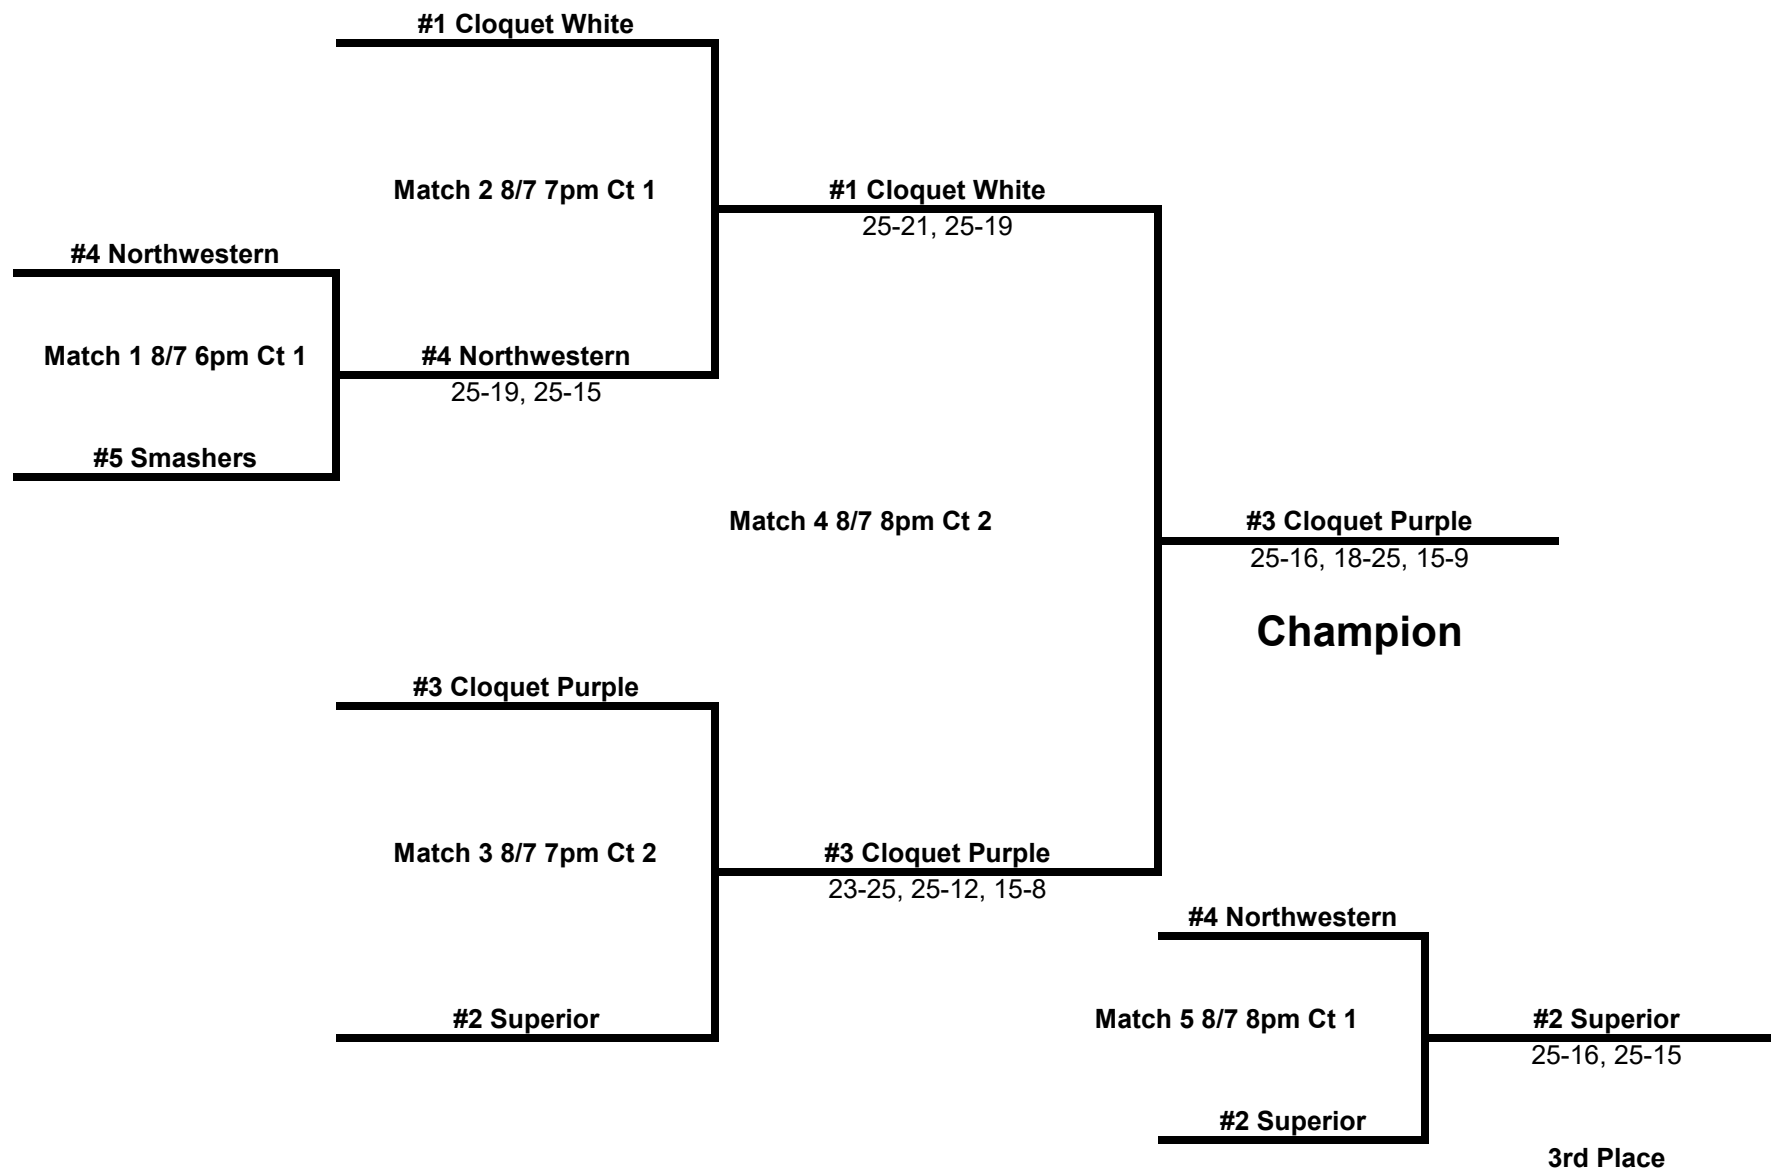 #1 Cloquet White
Match 2 8/7 7pm Ct 1
#1 Cloquet White
25-21, 25-19
#4 Northwestern
Match 1 8/7 6pm Ct 1
#4 Northwestern
25-19, 25-15
#5 Smashers
Match 4 8/7 8pm Ct 2
#3 Cloquet Purple
25-16, 18-25, 15-9
Champion
#3 Cloquet Purple
Match 3 8/7 7pm Ct 2
#3 Cloquet Purple
23-25, 25-12, 15-8
#4 Northwestern
#2 Superior
Match 5 8/7 8pm Ct 1
#2 Superior
25-16, 25-15
#2 Superior
3rd Place